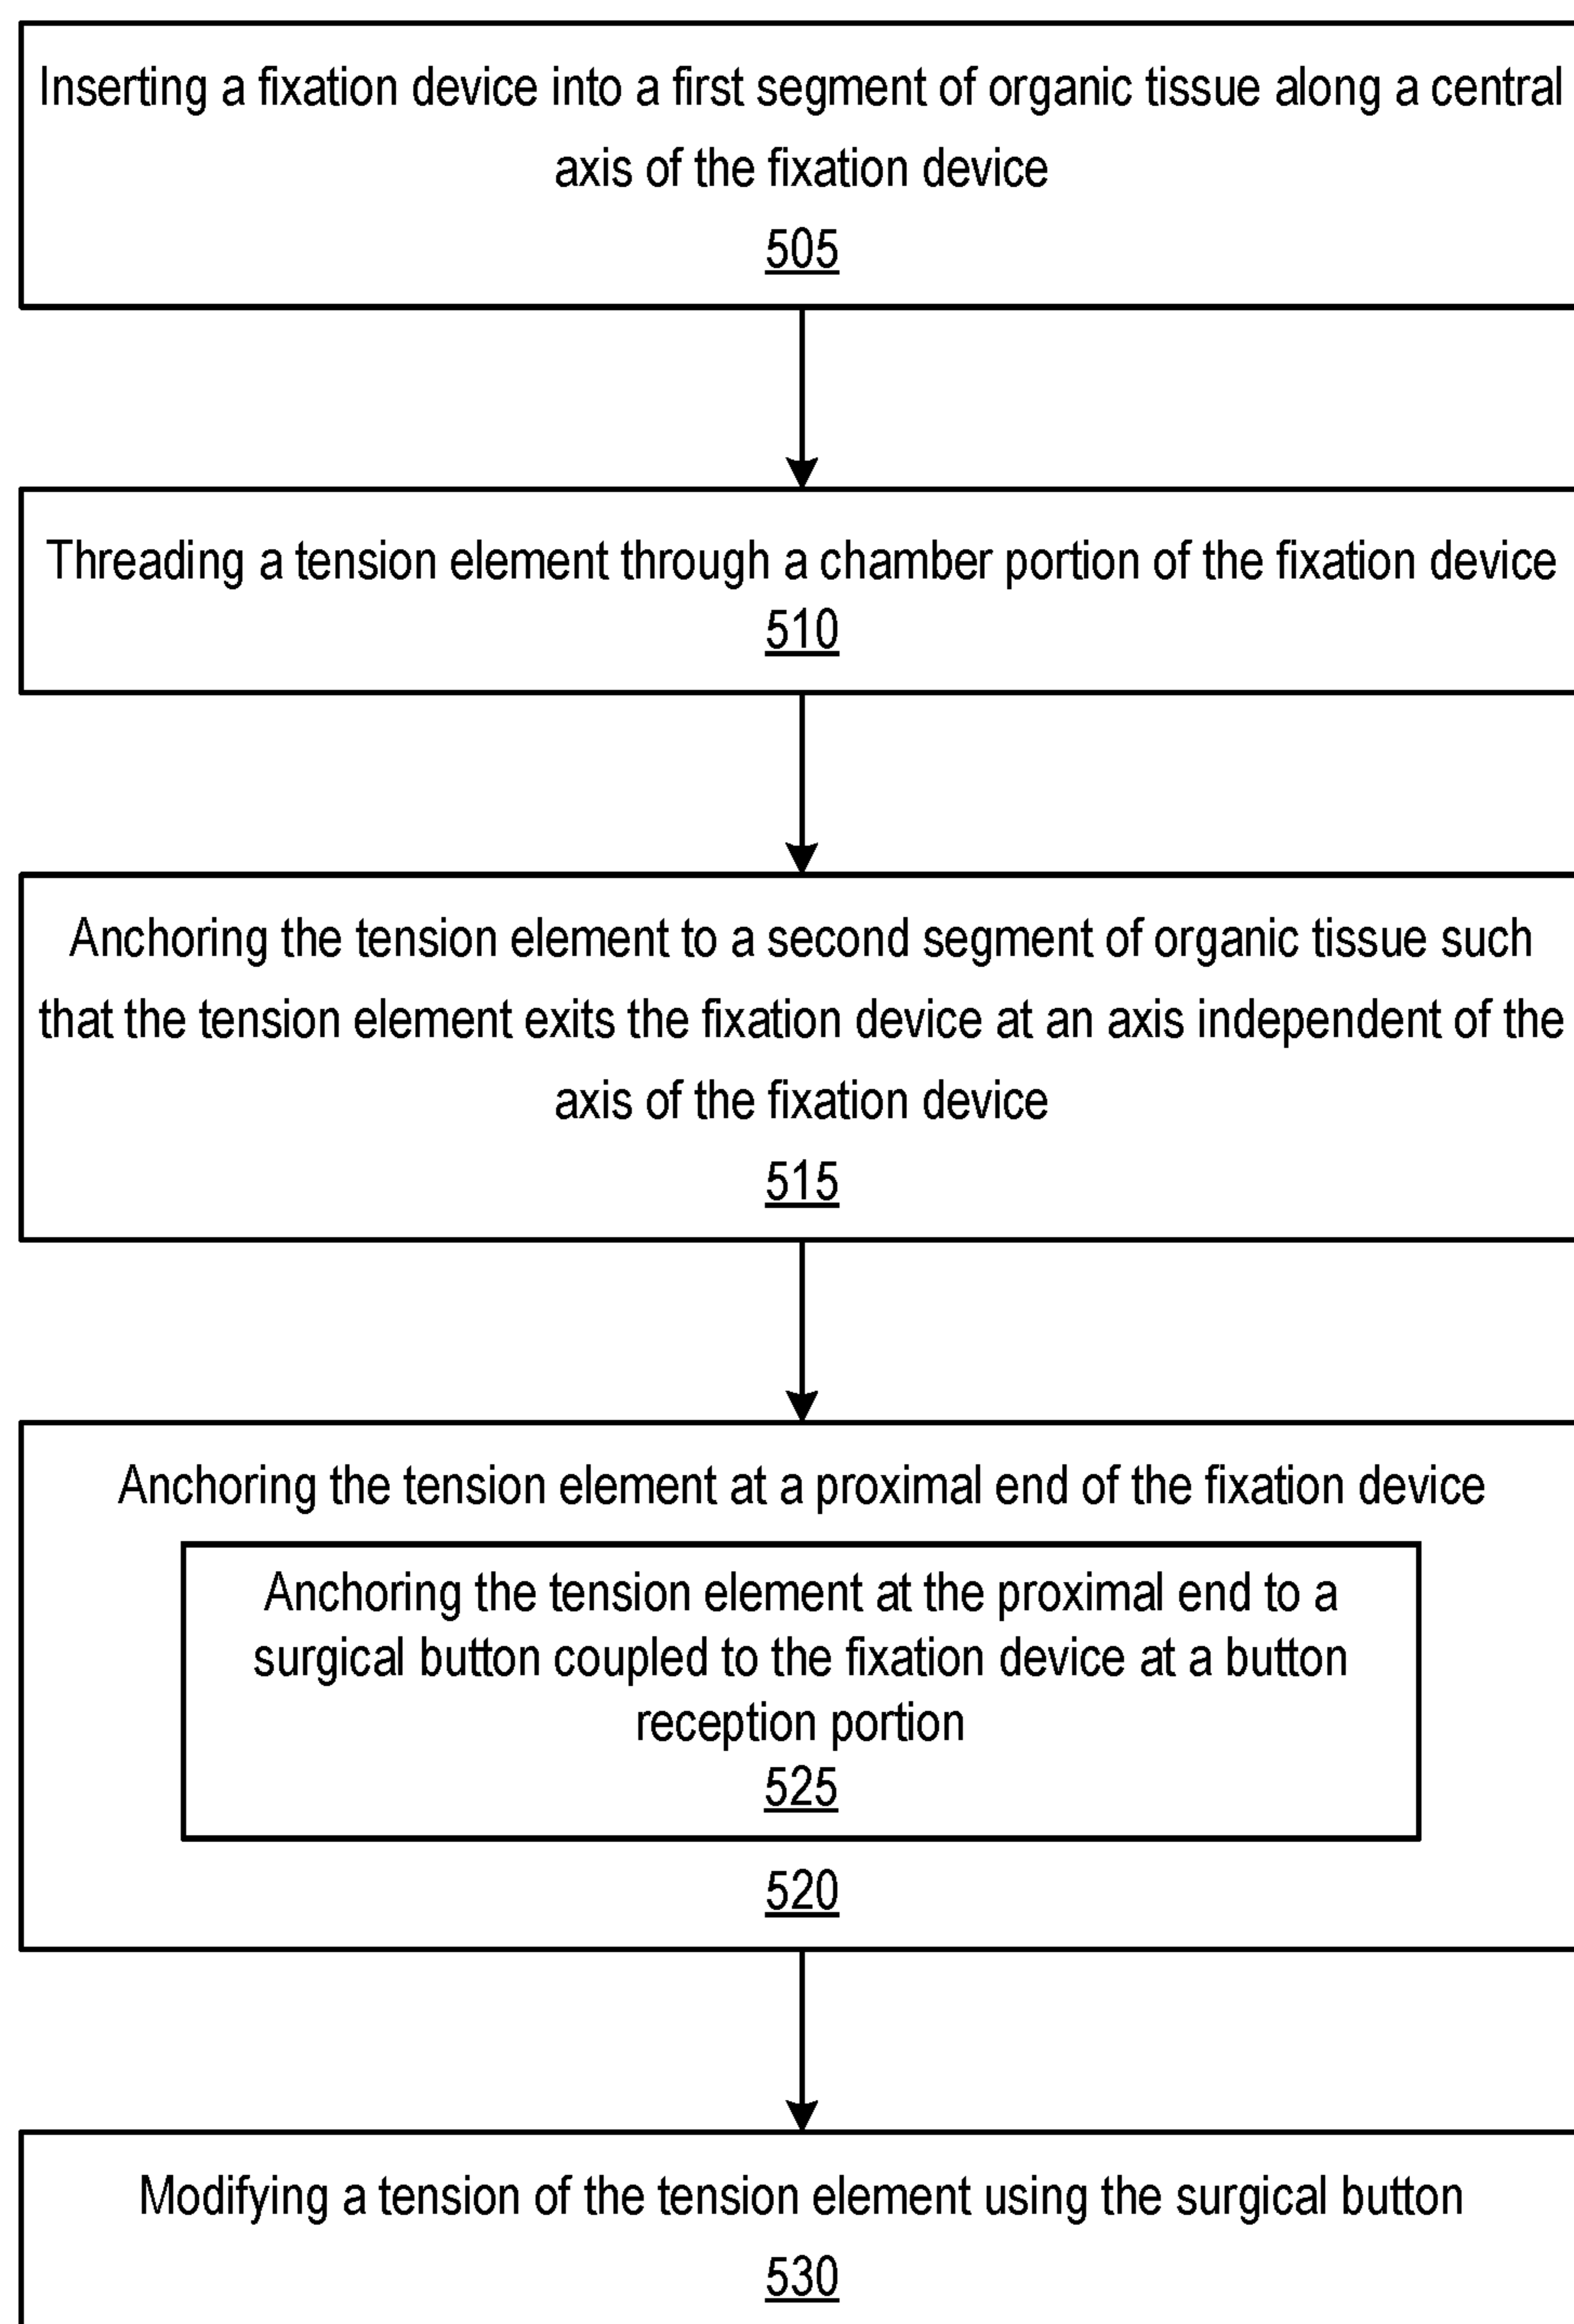 Inserting a fixation device into a first segment of organic tissue along a central
axis of the fixation device
505
Threading a tension element through a chamber portion of the fixation device
510
Anchoring the tension element to a second segment of organic tissue such
that the tension element exits the fixation device at an axis independent of the
axis of the fixation device
515
Anchoring the tension element at a proximal end of the fixation device
Anchoring the tension element at the proximal end to a
surgical button coupled to the fixation device at a button
reception portion
525
520
Modifying a tension of the tension element using the surgical button
530